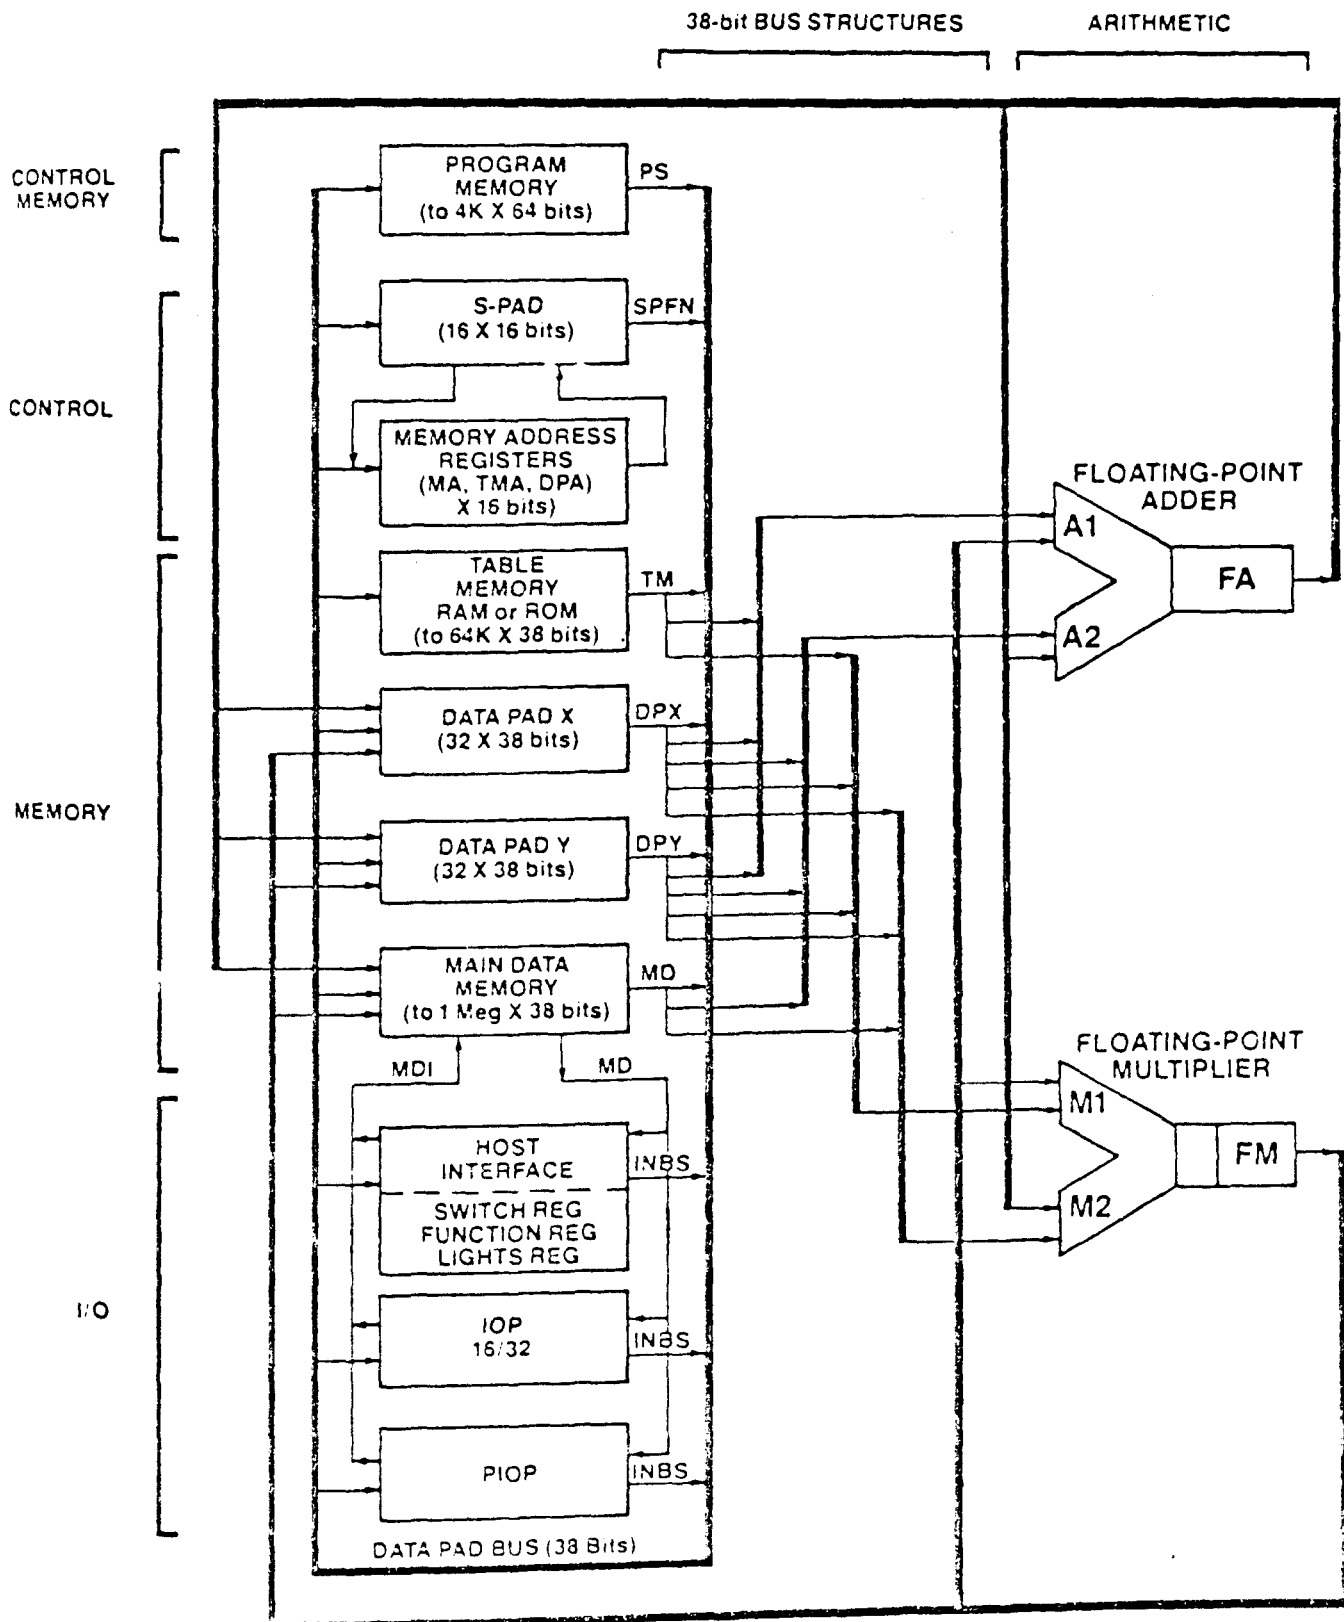 38-bit BUS STRUCTURES
ARITHMETIC
CONTROL
MEMORY
PROGRAM
MEMORY
(to 4K X 64 bits)
PS
S-PAD
(16 X 16 bits)
SPFN
CONTROL
MEMORY ADDRESS
REGISTERS
(MA, TMA, DPA)
X 16 bits)
FLOATING-POINT
ADDER
A1
A2
FA
TABLE
MEMORY
RAM or ROM
(to 64K X 38 bits)
TM
DATA PAD X
(32 X 38 bits)
DPX
MEMORY
DATA PAD Y
(32 X 38 bits)
DPY
MAIN DATA
MEMORY
(to 1 Meg X 38 bits)
MD
MDI
MD
FLOATING-POINT
MULTIPLIER
M1
M2
FM
HOST
INTERFACE
INBS
SWITCH REG
FUNCTION REG
LIGHTS REG
I/O
IOP
16/32
INBS
PIOP
INBS
DATA PAD BUS (38 Bits)